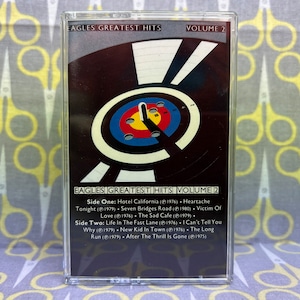 EAGLES GREATEST HITS VOLUME 2
EAGLES GREATEST HITS VOLUME 2
Side One: Hotel California (℗1976) • Heartache
Tonight (℗1979) • Seven Bridges Road (℗1980) • Victim Of
Love (℗1976) • The Sad Cafe (℗1979)
Side Two: Life In The Fast Lane (℗1976) • I Can't Tell You
Why (℗1979) • New Kid In Town (℗1976) • The Long
Run (℗1979) • After The Thrill Is Gone (℗1975)